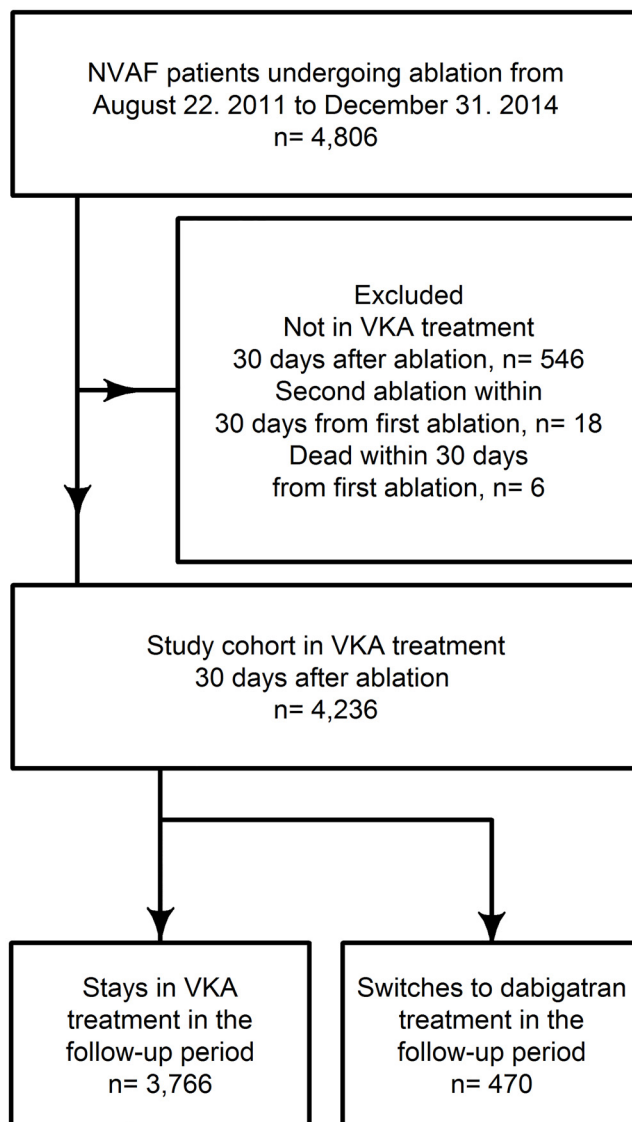 NVAF patients undergoing ablation from
August 22. 2011 to December 31. 2014
n= 4,806
Excluded
Not in VKA treatment
30 days after ablation, n= 546
Second ablation within
30 days from first ablation, n= 18
Dead within 30 days
from first ablation, n= 6
Study cohort in VKA treatment
30 days after ablation
n= 4,236
Stays in VKA
treatment in the
follow-up period
n= 3,766
Switches to dabigatran
treatment in the
follow-up period
n= 470